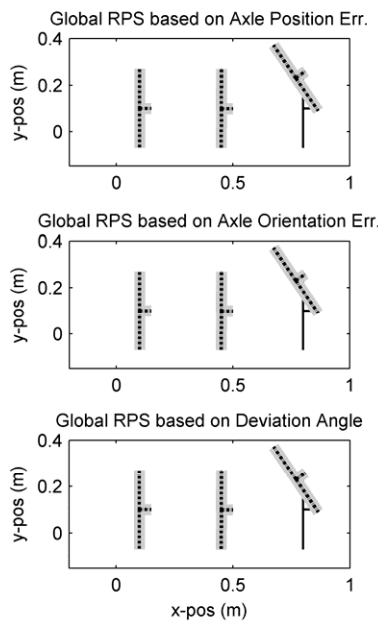 Global RPS based on Axle Position Err.
0.4
0.2
0
y-pos (m)
0 0.5 1
Global RPS based on Axle Orientation Err.
0.4
0.2
0
y-pos (m)
0 0.5 1
Global RPS based on Deviation Angle
0.4
0.2
0
y-pos (m)
0 0.5 1
x-pos (m)